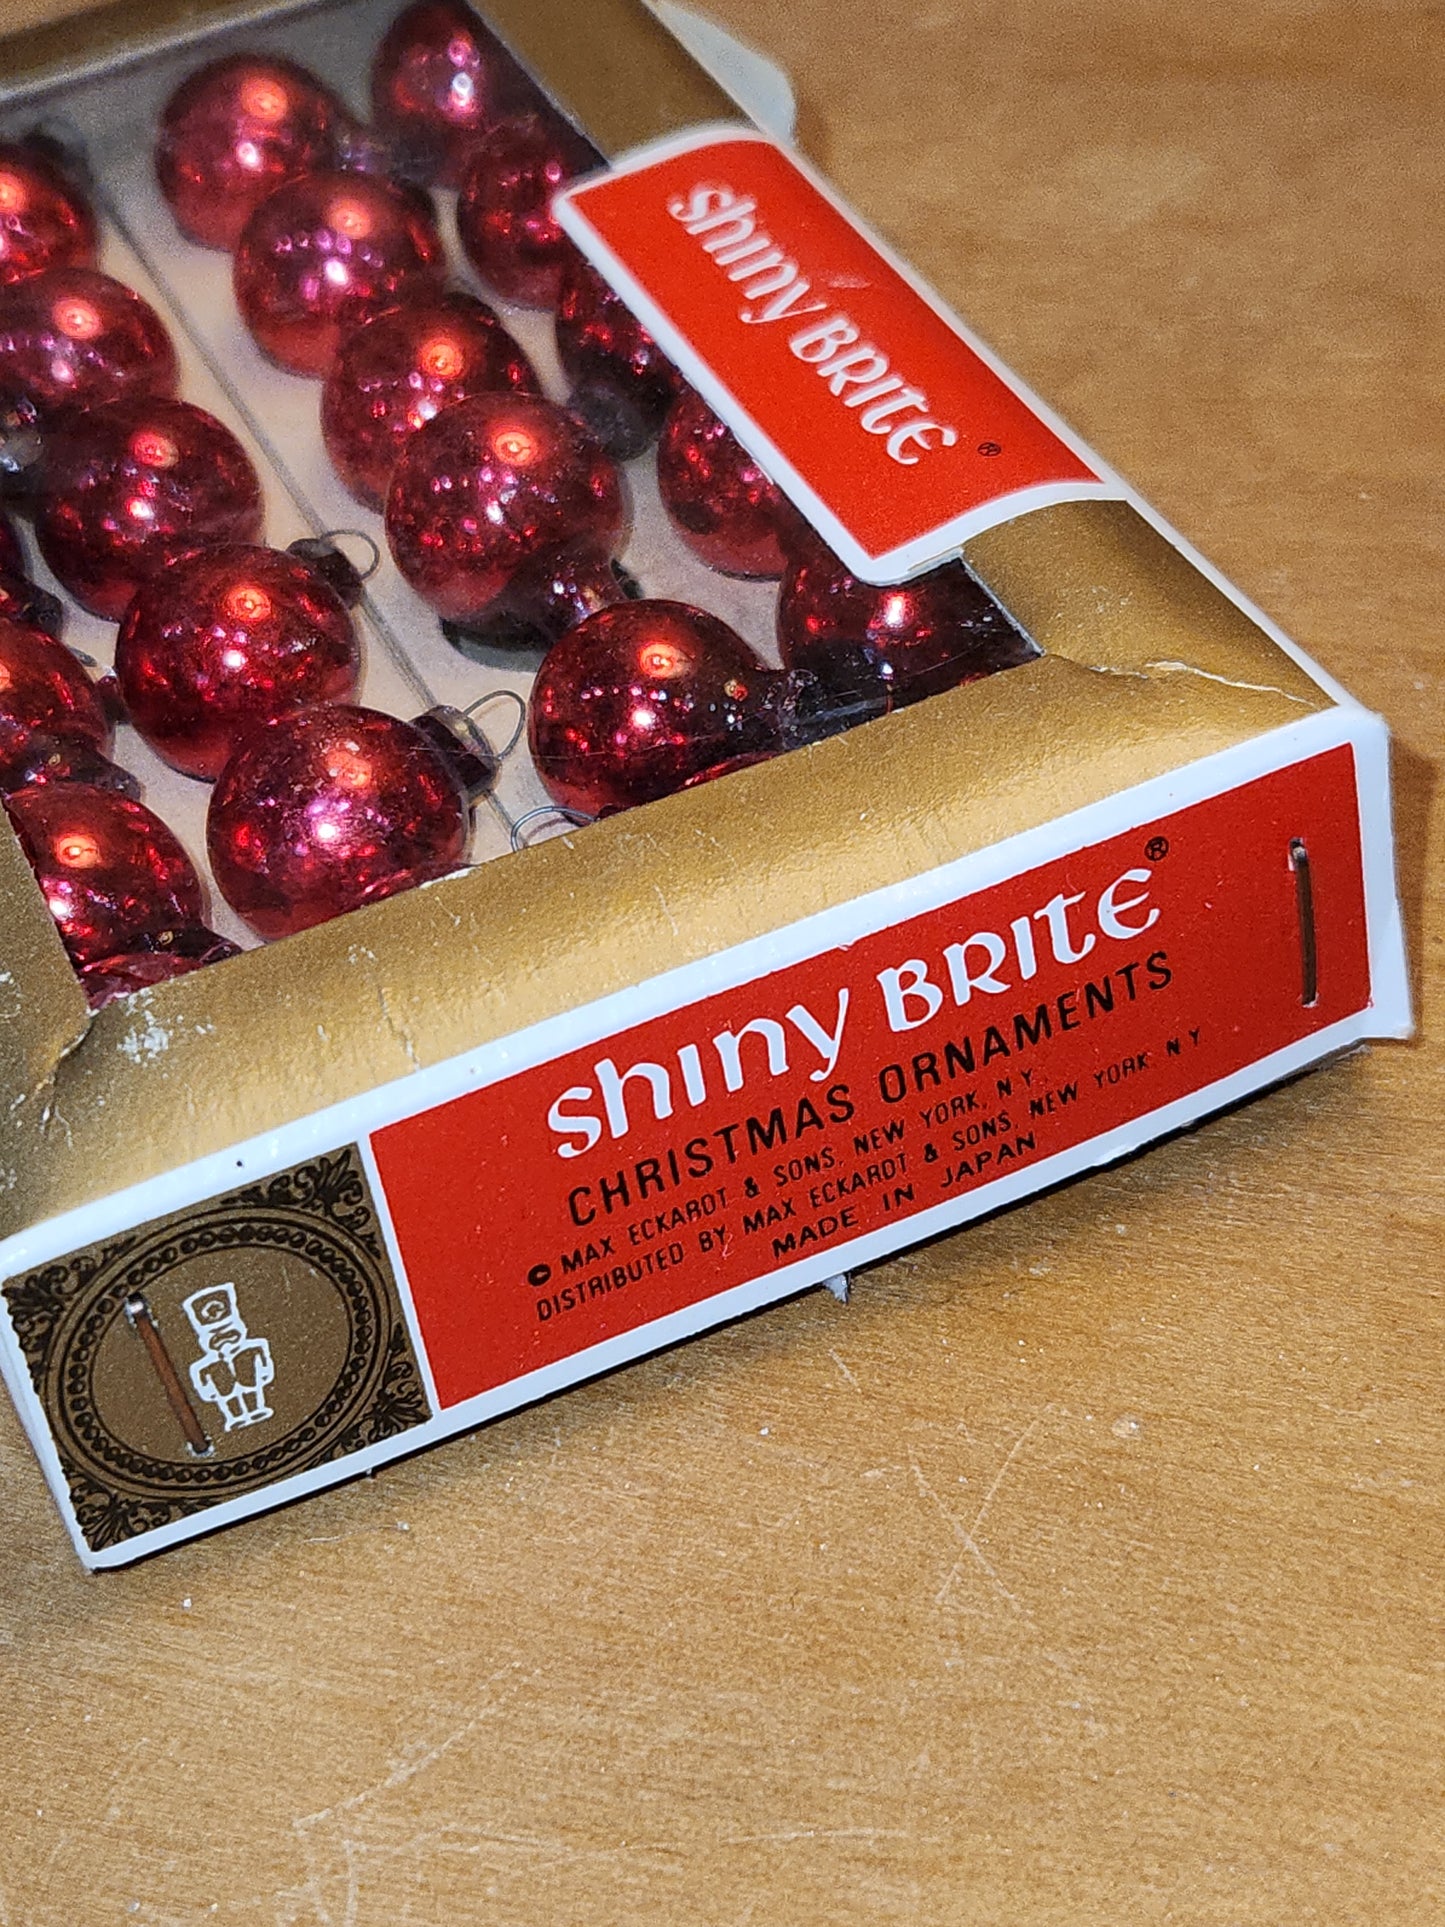 shiny BRITE ®
shiny BRITE ®
CHRISTMAS ORNAMENTS
© MAX ECKARDT & SONS, NEW YORK, N.Y.
DISTRIBUTED BY MAX ECKARDT & SONS, NEW YORK N.Y.
MADE IN JAPAN